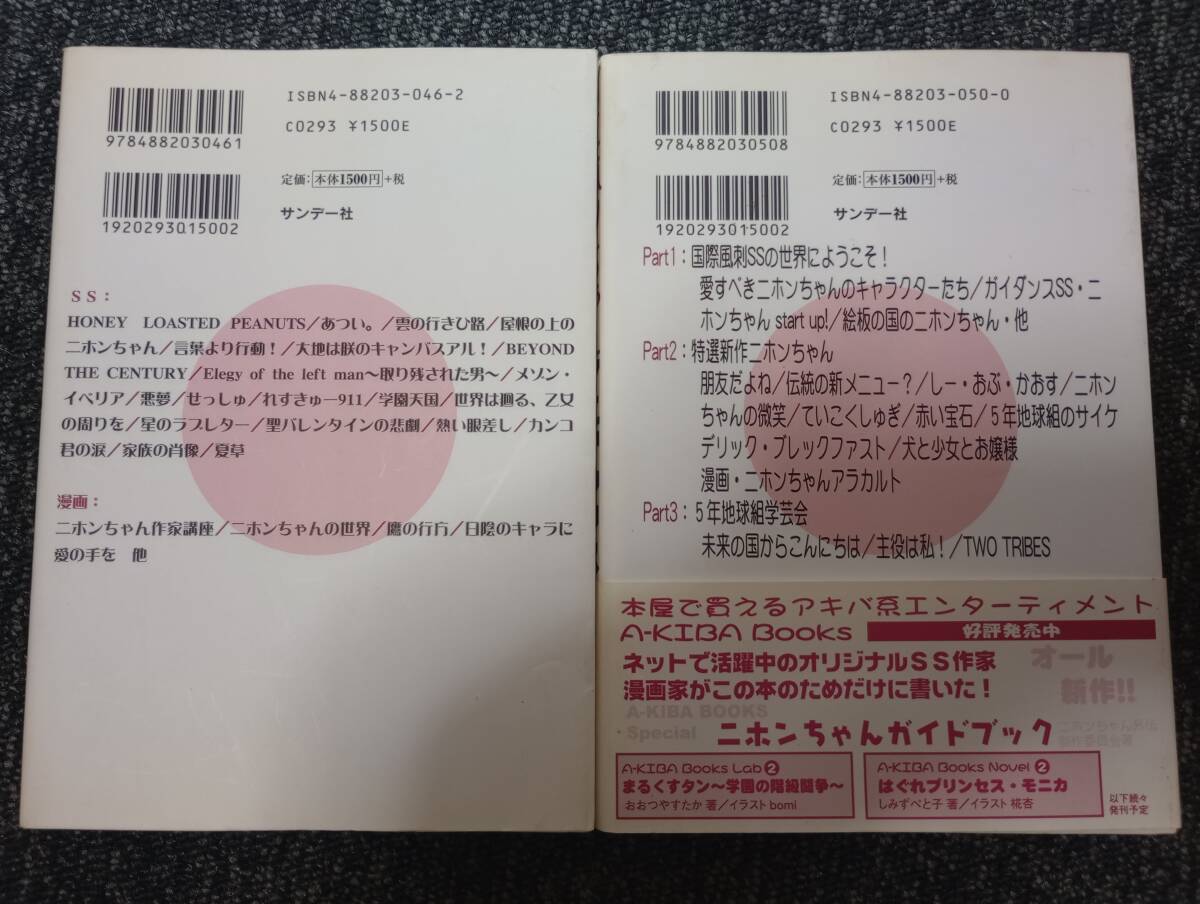 ISBN4-88203-046-2
C0293 ¥1500E
9784882030461
定価:本体1500円+税
サンデー社
1920293015002
SS:
HONEY LOASTED PEANUTS/あつい。/雲の行きひ路/屋根の上の
ニホンちゃん/言葉より行動!/大地は朕のキャンバスアル!/BEYOND
THE CENTURY/Elegy of the left man〜取り残された男〜/メゾン・
イベリア/悪夢/せっしゅ/れすきゅー911/学園天国/世界は廻る、乙女
の周りを/星のラブレター/聖バレンタインの悲劇/熱い眼差し/カンコ
君の涙/家族の肖像/夏草
漫画:
ニホンちゃん作家講座/ニホンちゃんの世界/鷹の行方/日陰のキャラに
愛の手を 他
ISBN4-88203-050-0
C0293 ¥1500E
9784882030508
定価:本体1500円+税
サンデー社
1920293015002
Part1:国際風刺SSの世界にようこそ!
愛すべきニホンちゃんのキャラクターたち/ガイダンスSS・ニ
ホンちゃん start up!/絵板の国のニホンちゃん・他
Part2:特選新作ニホンちゃん
朋友だよね/伝統の新メニュー?/しー・おぶ・かおす/ニホン
ちゃんの微笑/ていこくしゅぎ/赤い宝石/5年地球組のサイケ
デリック・ブレックファスト/犬と少女とお嬢様
漫画・ニホンちゃんアラカルト
Part3:5年地球組学芸会
未来の国からこんにちは/主役は私!/TWO TRIBES
本屋で買えるアキバ系エンターティメント
A-KIBA Books 好評発売中
ネットで活躍中のオリジナルSS作家
漫画家がこの本のためだけに書いた!
オール
新作!!
A-KIBA BOOKS
・Special
ニホンちゃんガイドブック
A-KIBA Books Lab2
まるくすタン〜学園の階級闘争〜
おおつやすたか 著/イラスト bomi
A-KIBA Books Novel2
はぐれプリンセス・モニカ
しみずべと子 著/イラスト 椛杏
以下続々
発刊予定